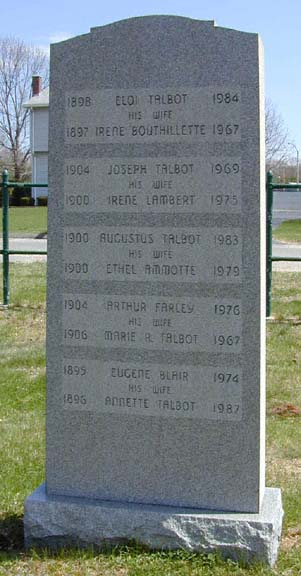 1898 ELOI TALBOT 1984
HIS WIFE
1897 IRENE BOUTHILLETTE 1967
1904 JOSEPH TALBOT 1969
HIS WIFE
1900 IRENE LAMBERT 1975
1900 AUGUSTUS TALBOT 1983
HIS WIFE
1900 ETHEL AMMOTTE 1979
1904 ARTHUR FARLEY 1976
HIS WIFE
1906 MARIE A. TALBOT 1967
1895 EUGENE BLAIR 1974
HIS WIFE
1896 ANNETTE TALBOT 1987